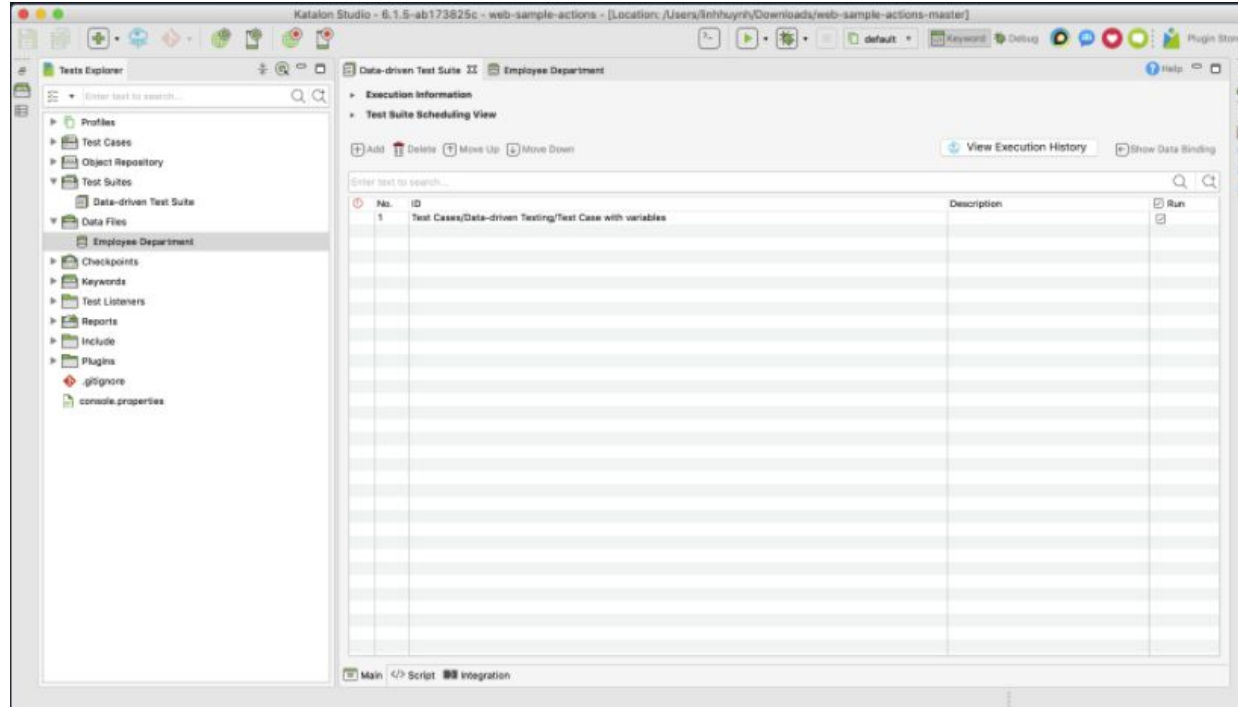 Katalon Studio - 6.1.5-ab173825c - web-sample-actions - [Location: /Users/linhhuynh/Downloads/web-sample-actions-master]
default Keyword Debug Plugin Stor
Tests Explorer
Enter text to search...
Profiles
Test Cases
Object Repository
Test Suites
Data-driven Test Suite
Data Files
Employee Department
Checkpoints
Keywords
Test Listeners
Reports
Include
Plugins
.gitignore
console.properties
Data-driven Test Suite Employee Department Help
Execution Information
Test Suite Scheduling View
Add Delete Move Up Move Down View Execution History Show Data Binding
Enter text to search...
No. ID Description Run
1 Test Cases/Data-driven Testing/Test Case with variables
Main </> Script Integration